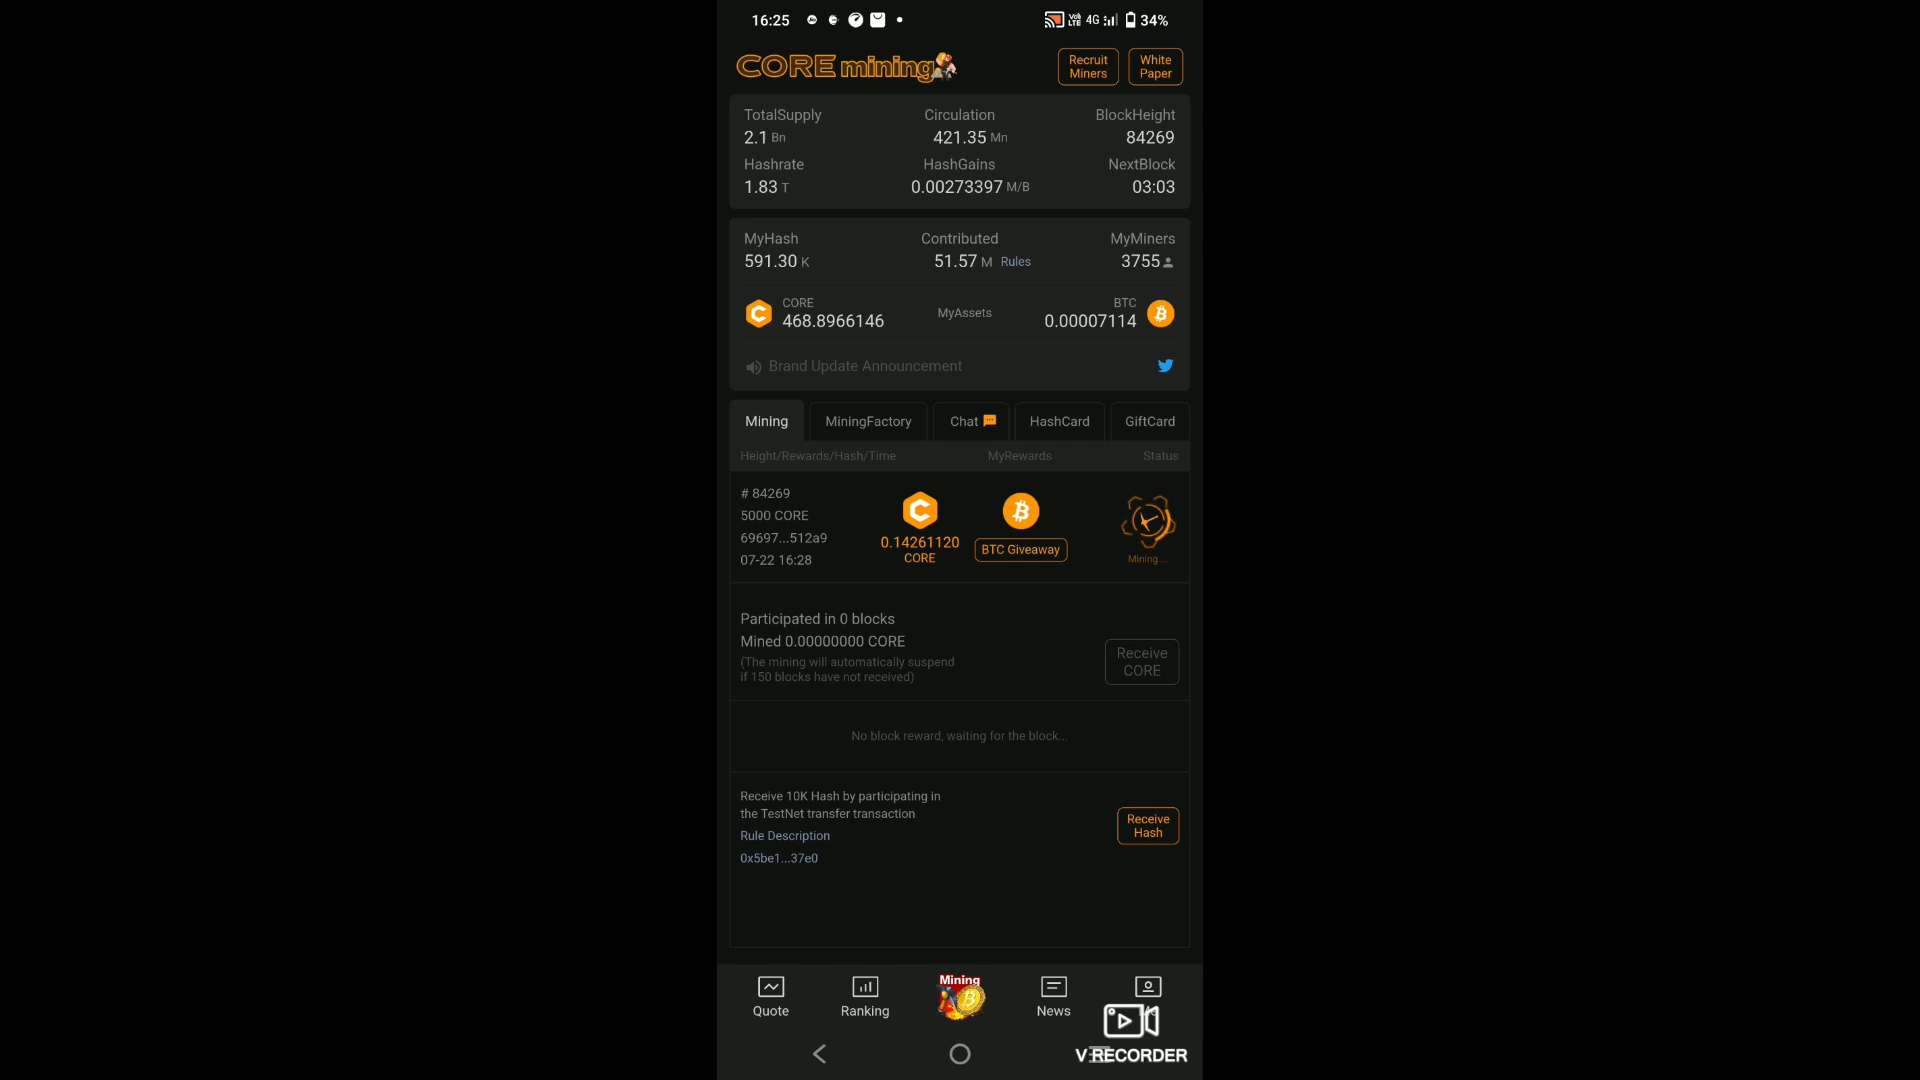 16:25 VoLTE 4G 34%
CORE mining
Recruit Miners
White Paper
TotalSupply Circulation BlockHeight
2.1 Bn 421.35 Mn 84269
Hashrate HashGains NextBlock
1.83 T 0.00273397 M/B 03:03
MyHash Contributed MyMiners
591.30 K 51.57 M Rules 3755
CORE MyAssets BTC
468.8966146 0.00007114
Brand Update Announcement
Mining MiningFactory Chat HashCard GiftCard
Height/Rewards/Hash/Time MyRewards Status
# 84269
5000 CORE
69697...512a9
07-22 16:28
0.14261120
CORE
BTC Giveaway
Mining...
Participated in 0 blocks
Mined 0.00000000 CORE
(The mining will automatically suspend
if 150 blocks have not received)
Receive
CORE
No block reward, waiting for the block...
Receive 10K Hash by participating in
the TestNet transfer transaction
Rule Description
0x5be1...37e0
Receive
Hash
Mining
Quote Ranking News
V RECORDER